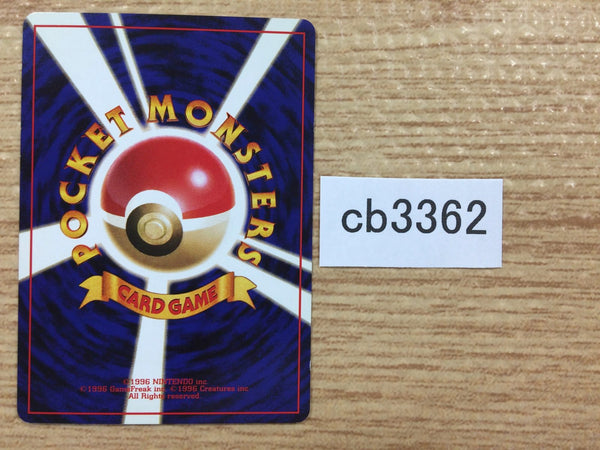 POCKET MONSTERS
CARD GAME
©1996 NINTENDO inc.
©1996 GameFreak inc. ©1996 Creatures inc.
All Rights reserved.
cb3362